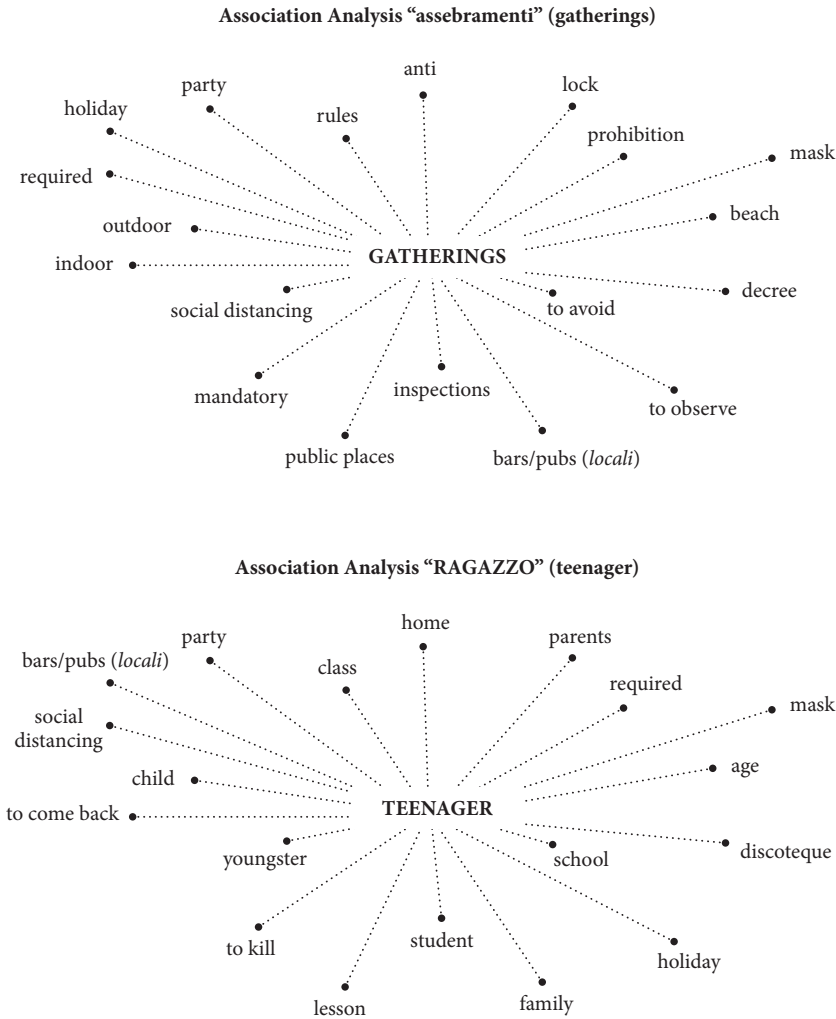 Association Analysis “assebramenti” (gatherings)
anti
party
lock
holiday
rules
prohibition
mask
required
beach
outdoor
GATHERINGS
indoor
decree
social distancing
to avoid
inspections
mandatory
to observe
public places
bars/pubs (locali)
Association Analysis “RAGAZZO” (teenager)
home
party
parents
bars/pubs (locali)
class
required
mask
social
distancing
age
child
TEENAGER
to come back
discoteque
youngster
school
student
to kill
holiday
lesson
family